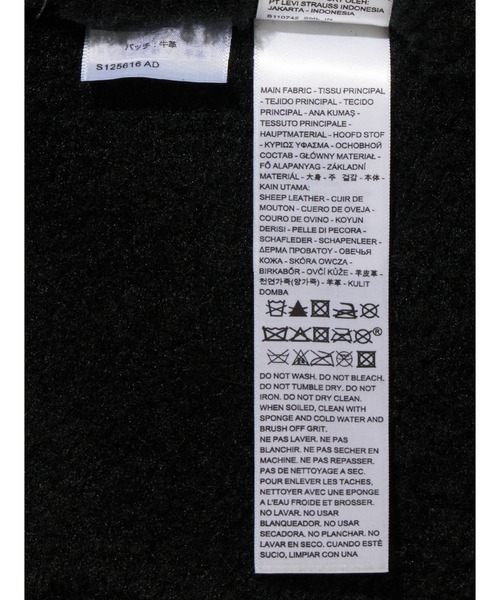 PT LEVI STRAUSS INDONESIA
JAKARTA - INDONESIA
パッチ：牛革
S125616 AD
MAIN FABRIC - TISSU PRINCIPAL
- TEJIDO PRINCIPAL - TECIDO
PRINCIPAL - ANA KUMAŞ -
TESSUTO PRINCIPALE -
HAUPTMATERIAL - HOOFD STOF
- ΚΥΡΙΩΣ ΥΦΑΣΜΑ - ОСНОВНОЙ
СОСТАВ - GŁÓWNY MATERIAŁ -
FŐ ALAPANYAG - ZÁKLADNÍ
MATERIÁL - 大身 - 주 겉감 - 本体 -
KAIN UTAMA:
SHEEP LEATHER - CUIR DE
MOUTON - CUERO DE OVEJA -
COURO DE OVINO - KOYUN
DERISI - PELLE DI PECORA -
SCHAFLEDER - SCHAPENLEER -
ΔΕΡΜΑ ΠΡΟΒΑΤΟΥ - ОВЕЧЬЯ
КОЖА - SKÓRA OWCZA -
BIRKABŐR - OVČÍ KŮŽE - 羊皮革 -
천연가죽(양가죽) - 羊革 - KULIT
DOMBA
DO NOT WASH. DO NOT BLEACH.
DO NOT TUMBLE DRY. DO NOT
IRON. DO NOT DRY CLEAN.
WHEN SOILED, CLEAN WITH
SPONGE AND COLD WATER AND
BRUSH OFF GRIT.
NE PAS LAVER. NE PAS
BLANCHIR. NE PAS SECHER EN
MACHINE. NE PAS REPASSER.
PAS DE NETTOYAGE A SEC.
POUR ENLEVER LES TACHES,
NETTOYER AVEC UNE EPONGE
A L'EAU FROIDE ET BROSSER.
NO LAVAR. NO USAR
BLANQUEADOR. NO USAR
SECADORA. NO PLANCHAR. NO
LAVAR EN SECO. CUANDO ESTÉ
SUCIO, LIMPIAR CON UNA